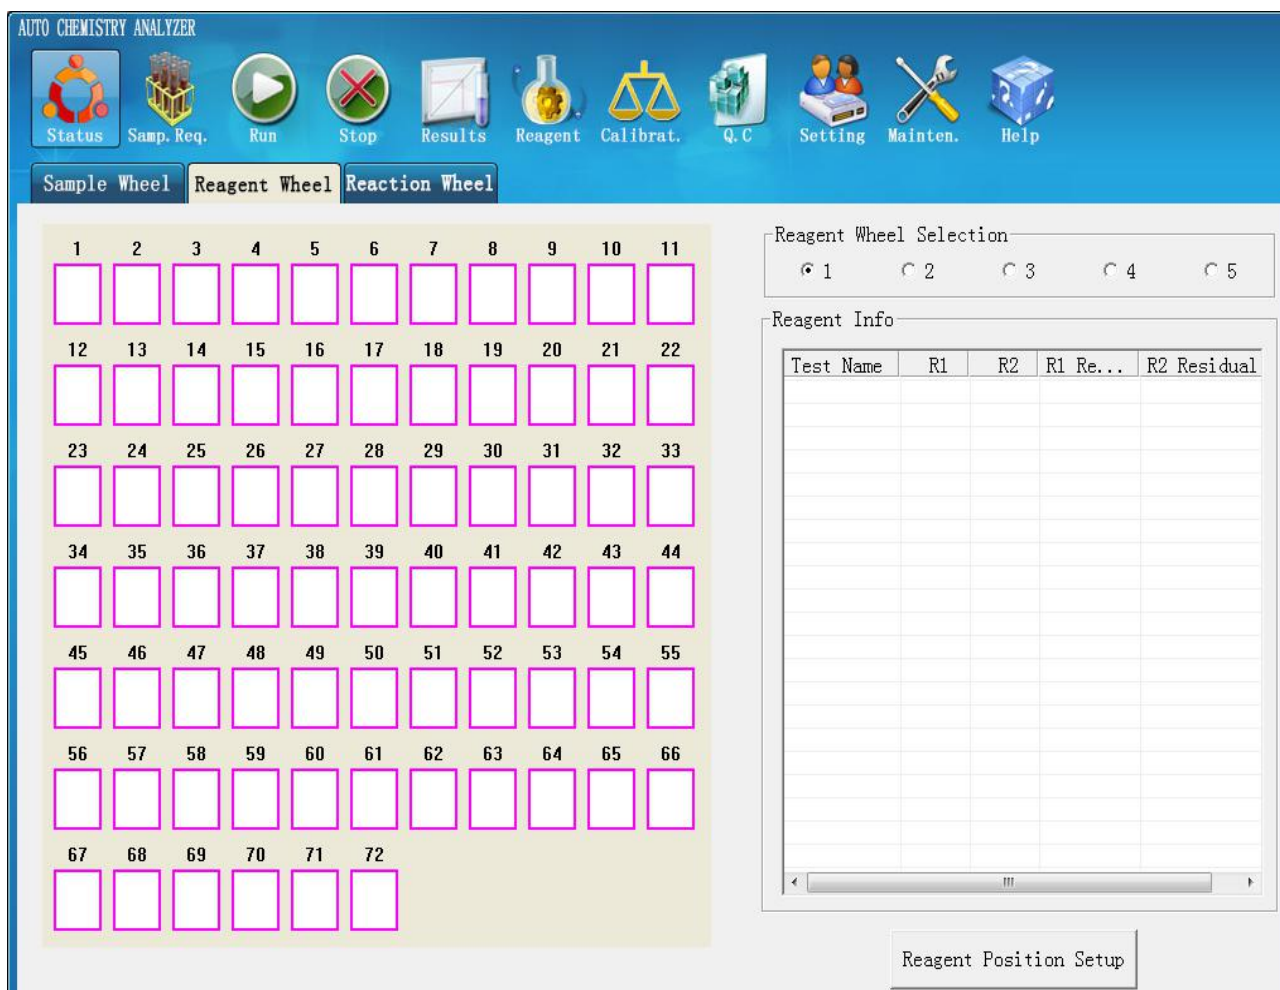 AUTO CHEMISTRY ANALYZER
Status Samp.Req. Run Stop Results Reagent Calibrat. Q.C Setting Mainten. Help
Sample Wheel Reagent Wheel Reaction Wheel
1 2 3 4 5 6 7 8 9 10 11
12 13 14 15 16 17 18 19 20 21 22
23 24 25 26 27 28 29 30 31 32 33
34 35 36 37 38 39 40 41 42 43 44
45 46 47 48 49 50 51 52 53 54 55
56 57 58 59 60 61 62 63 64 65 66
67 68 69 70 71 72
Reagent Wheel Selection
1 2 3 4 5
Reagent Info
Test Name R1 R2 R1 Re... R2 Residual
Reagent Position Setup